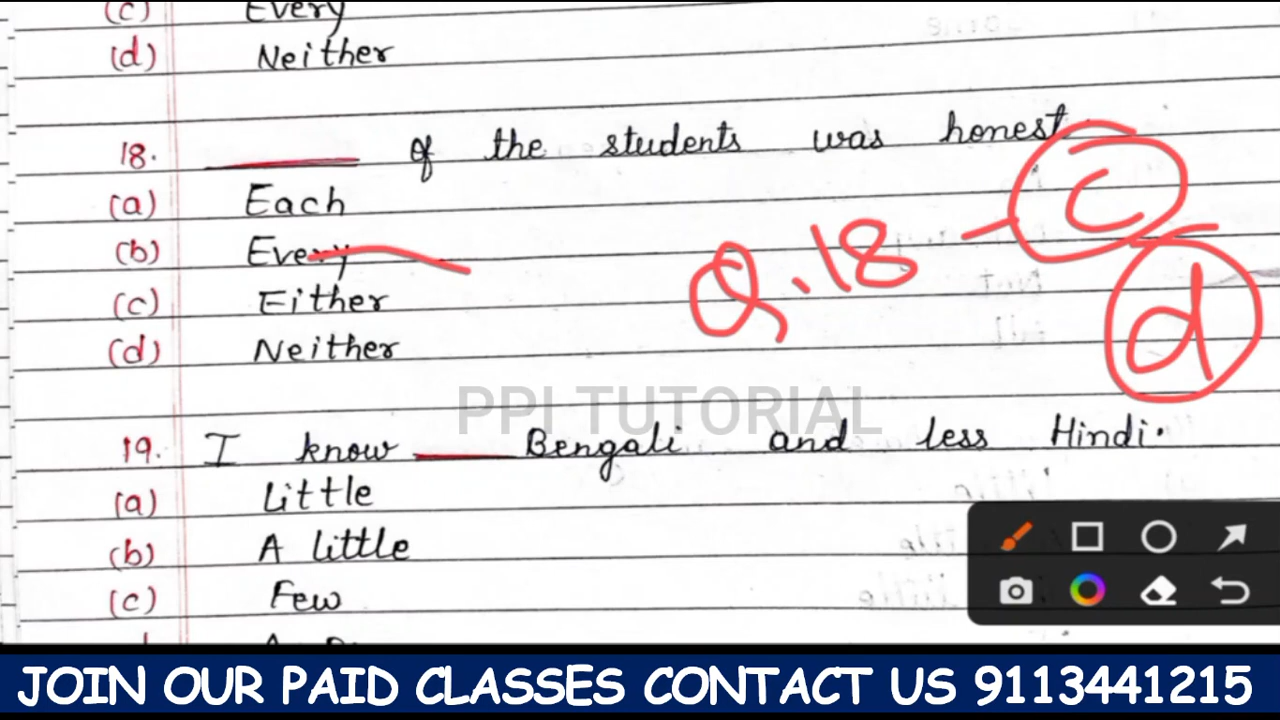 (c) Every
(d) Neither
18. ______ of the students was honest
(a) Each
(b) Every
(c) Either
(d) Neither
Q.18 - c
d
PPI TUTORIAL
19. I know ____ Bengali and less Hindi.
(a) Little
(b) A little
(c) Few
JOIN OUR PAID CLASSES CONTACT US 9113441215